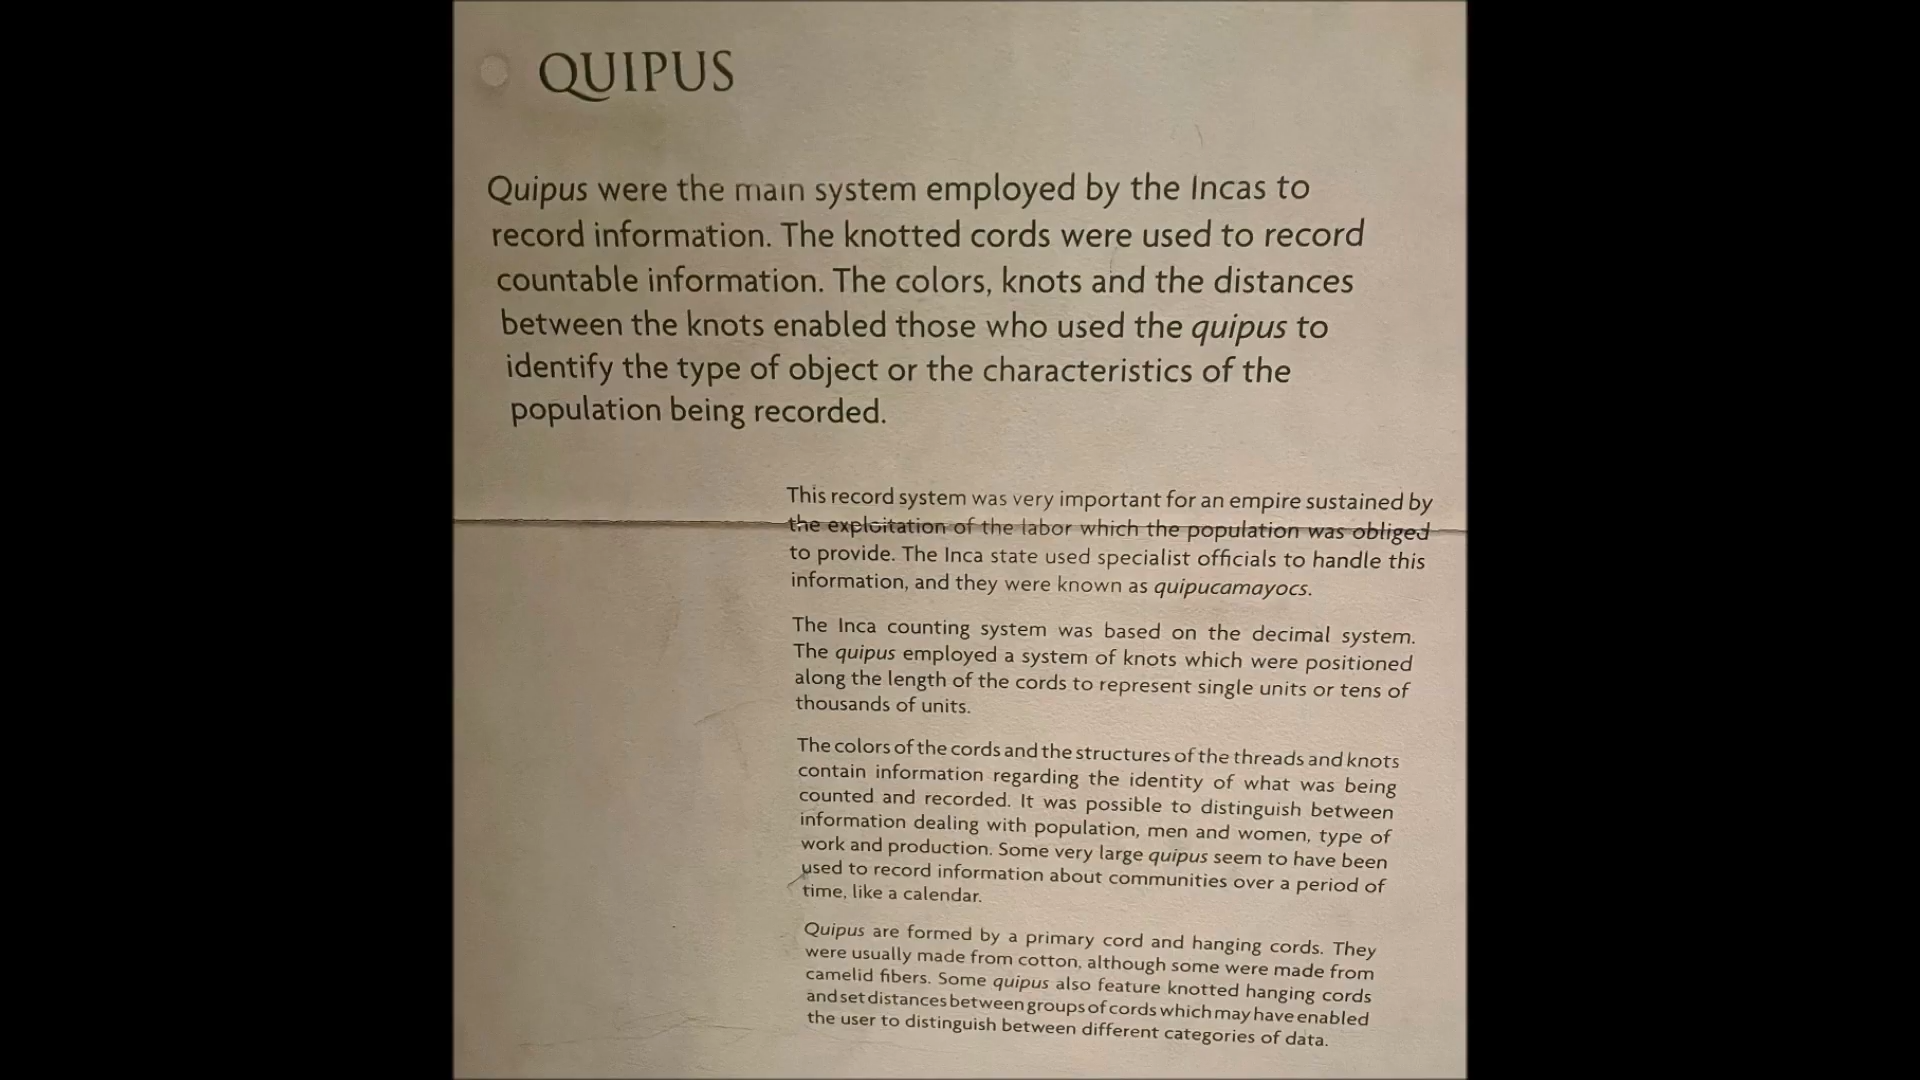 QUIPUS
Quipus were the main system employed by the Incas to
record information. The knotted cords were used to record
countable information. The colors, knots and the distances
between the knots enabled those who used the quipus to
identify the type of object or the characteristics of the
population being recorded.
This record system was very important for an empire sustained by
the exploitation of the labor which the population was obliged
to provide. The Inca state used specialist officials to handle this
information, and they were known as quipucamayocs.
The Inca counting system was based on the decimal system.
The quipus employed a system of knots which were positioned
along the length of the cords to represent single units or tens of
thousands of units.
The colors of the cords and the structures of the threads and knots
contain information regarding the identity of what was being
counted and recorded. It was possible to distinguish between
information dealing with population, men and women, type of
work and production. Some very large quipus seem to have been
used to record information about communities over a period of
time, like a calendar.
Quipus are formed by a primary cord and hanging cords. They
were usually made from cotton, although some were made from
camelid fibers. Some quipus also feature knotted hanging cords
and set distances between groups of cords which may have enabled
the user to distinguish between different categories of data.